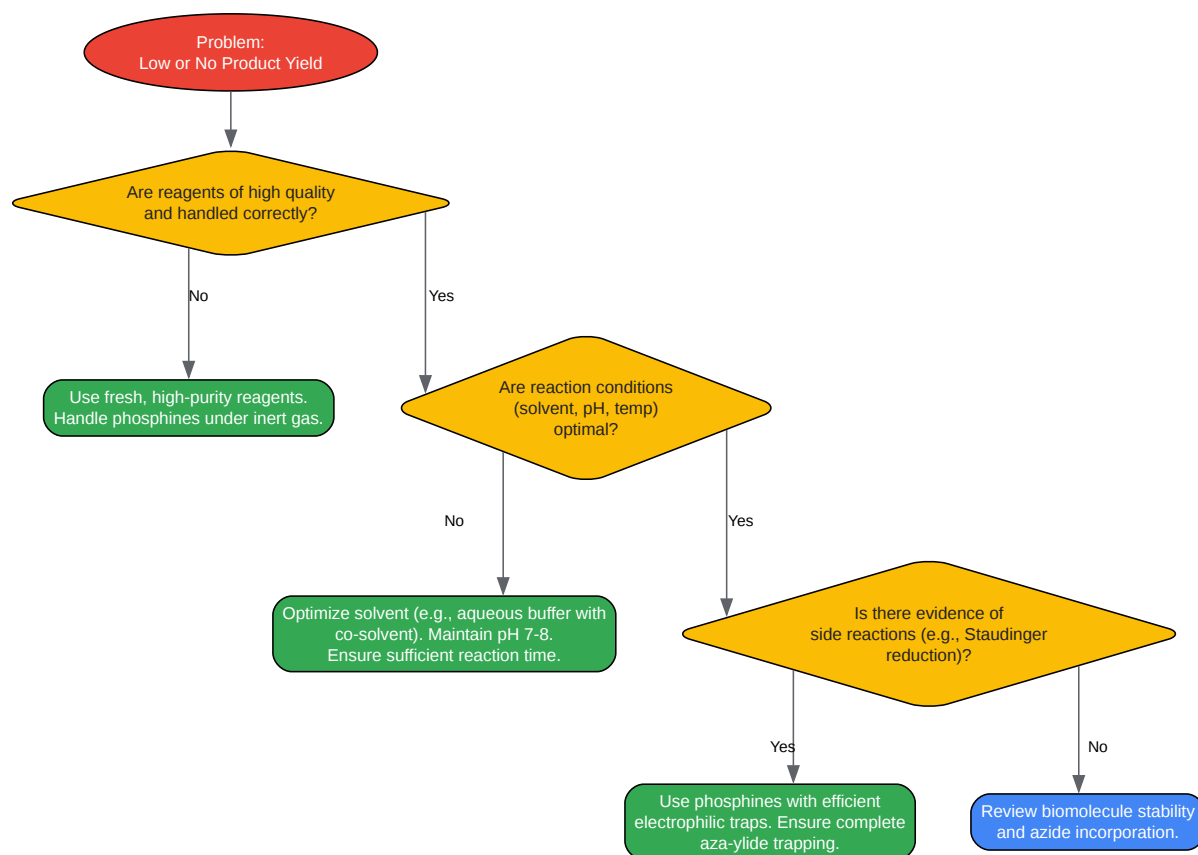 Problem:
Low or No Product Yield
Are reagents of high quality
and handled correctly?
No
Yes
Use fresh, high-purity reagents.
Handle phosphines under inert gas.
Are reaction conditions
(solvent, pH, temp)
optimal?
No
Yes
Optimize solvent (e.g., aqueous buffer with
co-solvent). Maintain pH 7-8.
Ensure sufficient reaction time.
Is there evidence of
side reactions (e.g., Staudinger
reduction)?
Yes
No
Use phosphines with efficient
electrophilic traps. Ensure complete
aza-ylide trapping.
Review biomolecule stability
and azide incorporation.